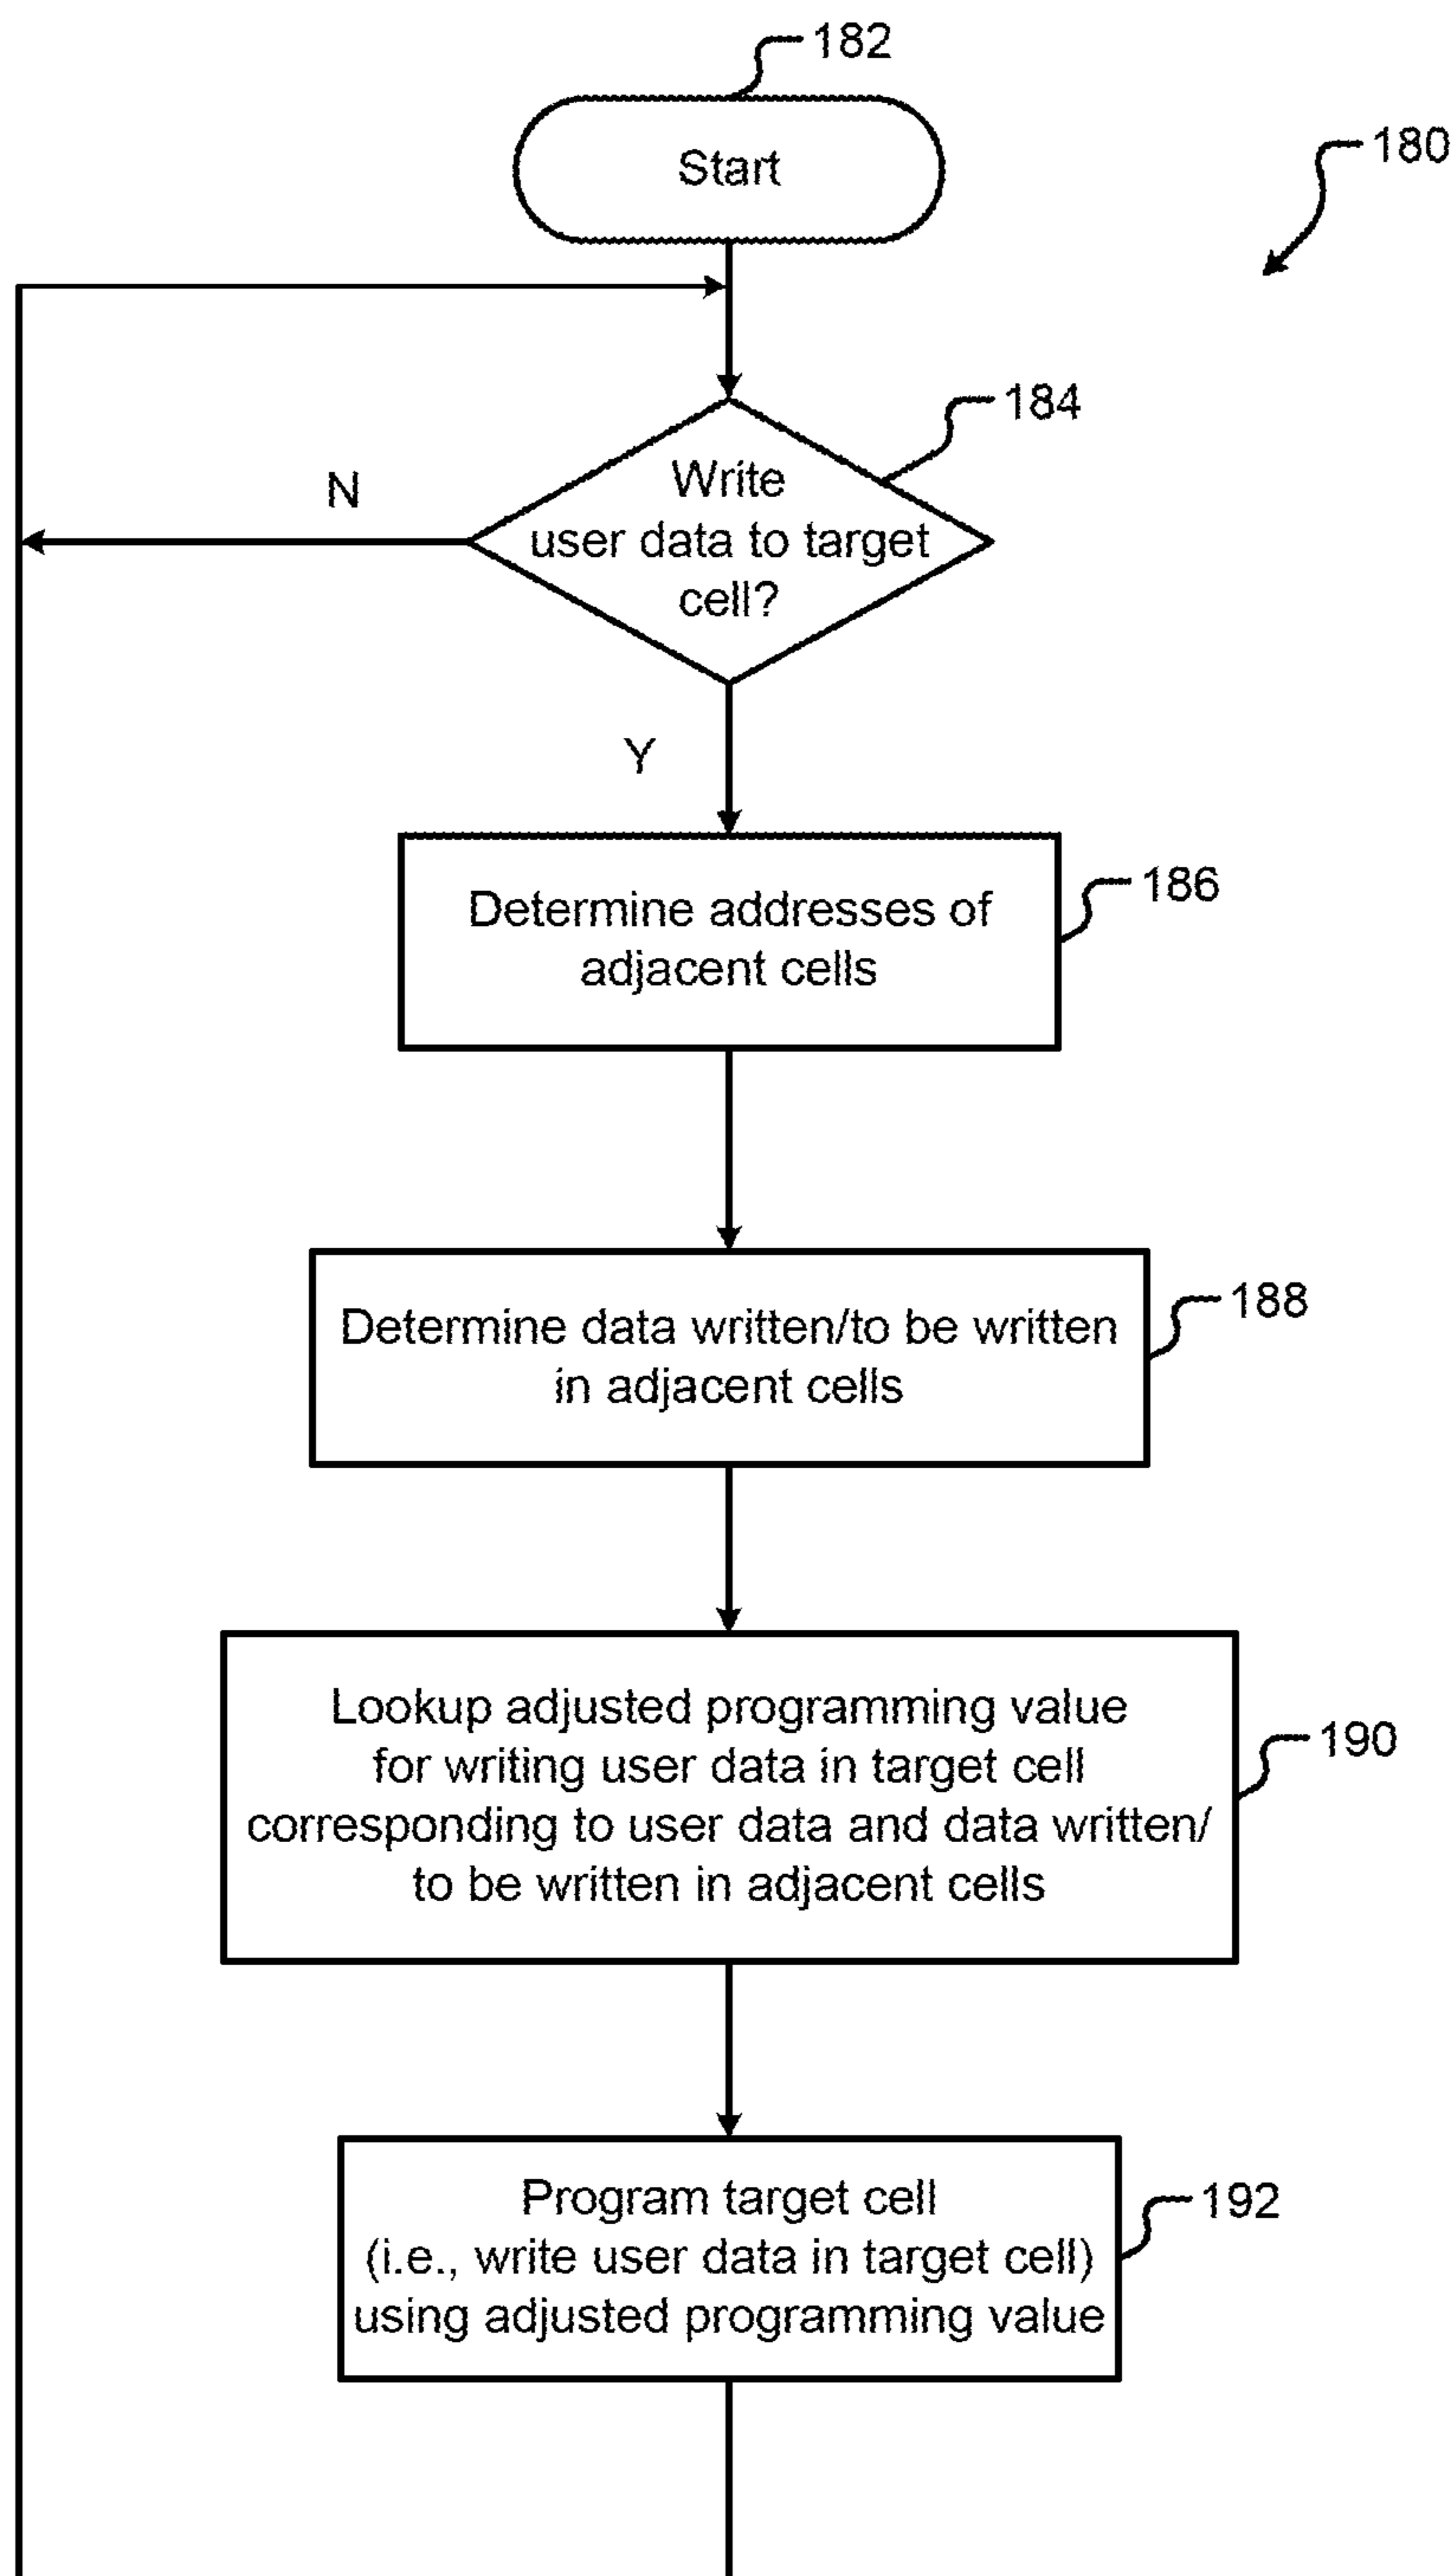 182
Start
180
184
Write
user data to target
cell?
N
Y
186
Determine addresses of
adjacent cells
188
Determine data written/to be written
in adjacent cells
190
Lookup adjusted programming value
for writing user data in target cell
corresponding to user data and data written/
to be written in adjacent cells
192
Program target cell
(i.e., write user data in target cell)
using adjusted programming value